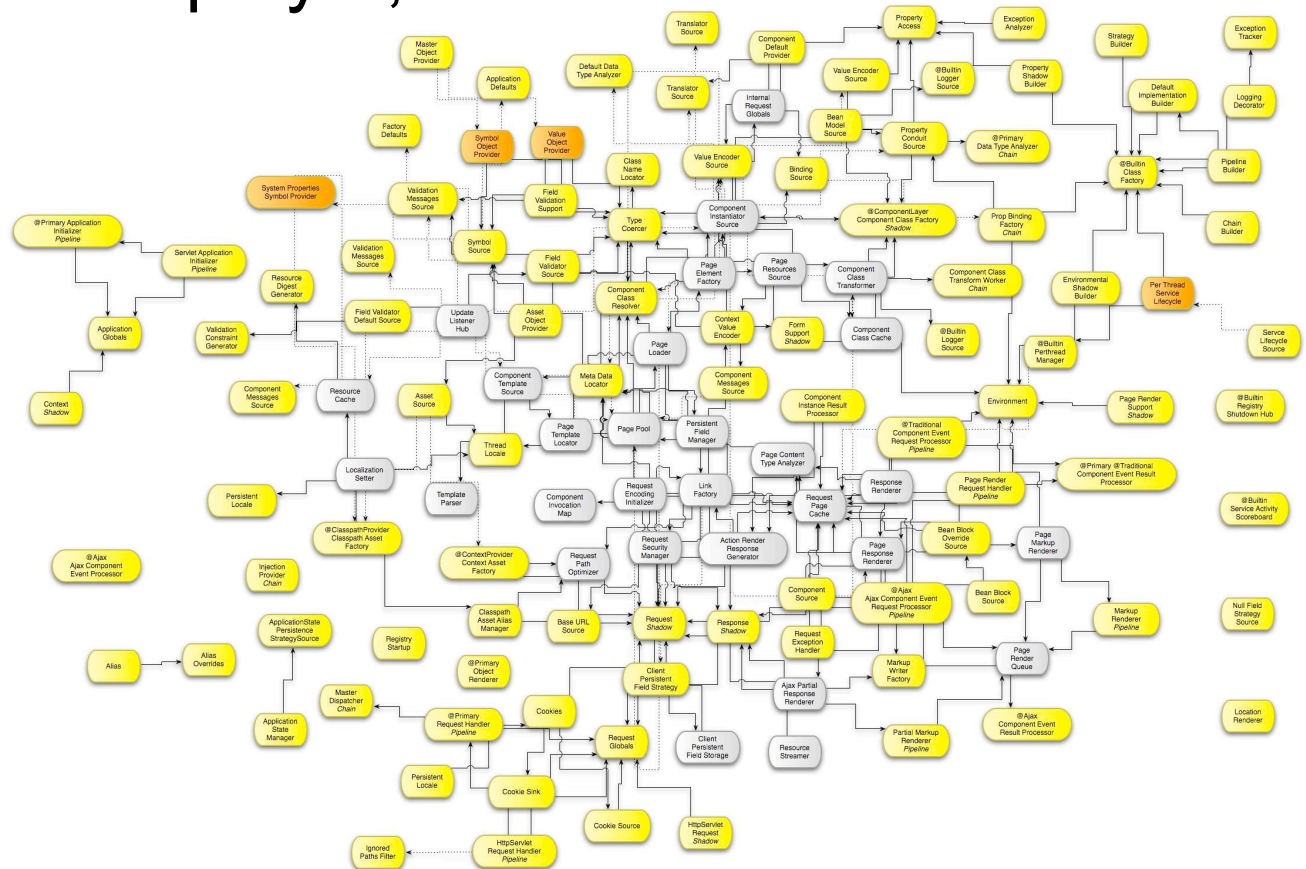 Translator
Source
Property
Access
Exception
Analyzer
Master
Object
Provider
Component
Default
Provider
Strategy
Builder
Exception
Tracker
Default Data
Type Analyzer
Value Encoder
Source
@Builtin
Logger
Source
Property
Shadow
Builder
Application
Defaults
Translator
Source
Internal
Request
Globals
Default
Implementation
Builder
Logging
Decorator
Factory
Defaults
Symbol
Object
Provider
Value
Object
Provider
Bean
Model
Source
Property
Conduit
Source
@Primary
Data Type Analyzer
Chain
Class
Name
Locator
Value Encoder
Source
Binding
Source
@Builtin
Class
Factory
Pipeline
Builder
System Properties
Symbol Provider
Validation
Messages
Source
Field
Validation
Support
Type
Coercer
Component
Instantiator
Source
@ComponentLayer
Component Class Factory
Shadow
Prop Binding
Factory
Chain
Chain
Builder
@Primary Application
Initializer
Pipeline
Servlet Application
Initializer
Pipeline
Validation
Messages
Source
Symbol
Source
Field
Validator
Source
Page
Element
Factory
Page
Resources
Source
Component
Class
Transformer
Component Class
Transform Worker
Chain
Environmental
Shadow
Builder
Per Thread
Service
Lifecycle
Resource
Digest
Generator
Component
Class
Resolver
Application
Globals
Validation
Constraint
Generator
Field Validator
Default Source
Update
Listener
Hub
Asset
Object
Provider
Context
Value
Encoder
Form
Support
Shadow
Component
Class Cache
@Builtin
Logger
Source
@Builtin
Perthread
Manager
Servce
Lifecycle
Source
Page
Loader
Context
Shadow
Component
Messages
Source
Resource
Cache
Asset
Source
Component
Template
Source
Meta Data
Locator
Component
Messages
Source
Component
Instance Result
Processor
Environment
Page Render
Support
Shadow
@Builtin
Registry
Shutdown Hub
Thread
Locale
Page
Template
Locator
Page Pool
Persistent
Field
Manager
@Traditional
Component Event
Request Processor
Pipeline
Page Content
Type Analyzer
Localization
Setter
Persistent
Locale
Template
Parser
Component
Invocation
Map
Request
Encoding
Initializer
Link
Factory
Request
Page
Cache
Response
Renderer
Page Render
Request Handler
Pipeline
@Primary @Traditional
Component Event Result
Processor
@Builtin
Service Activity
Scoreboard
@ClasspathProvider
Classpath Asset
Factory
Request
Security
Manager
Action Render
Response
Generator
Page
Response
Renderer
Bean Block
Override
Source
Page
Markup
Renderer
@Ajax
Ajax Component
Event Processor
Injection
Provider
Chain
@ContextProvider
Context Asset
Factory
Request
Path
Optimizer
Component
Source
@Ajax
Ajax Component Event
Request Processor
Pipeline
Bean Block
Source
Null Field
Strategy
Source
Markup
Renderer
Pipeline
ApplicationState
Persistence
StrategySource
Registry
Startup
Classpath
Asset Alias
Manager
Base URL
Source
Request
Shadow
Response
Shadow
Request
Exception
Handler
Alias
Alias
Overrides
@Primary
Object
Renderer
Client
Persistent
Field Strategy
Ajax Partial
Response
Renderer
Markup
Writer
Factory
Page
Render
Queue
Application
State
Manager
Master
Dispatcher
Chain
@Primary
Request Handler
Pipeline
Cookies
Request
Globals
Client
Persistent
Field Storage
Resource
Streamer
Partial Markup
Renderer
Pipeline
@Ajax
Component Event
Result Processor
Location
Renderer
Persistent
Locale
Cookie Sink
Cookie Source
HttpServlet
Request
Shadow
Ignored
Paths Filter
HttpServlet
Request Handler
Pipeline